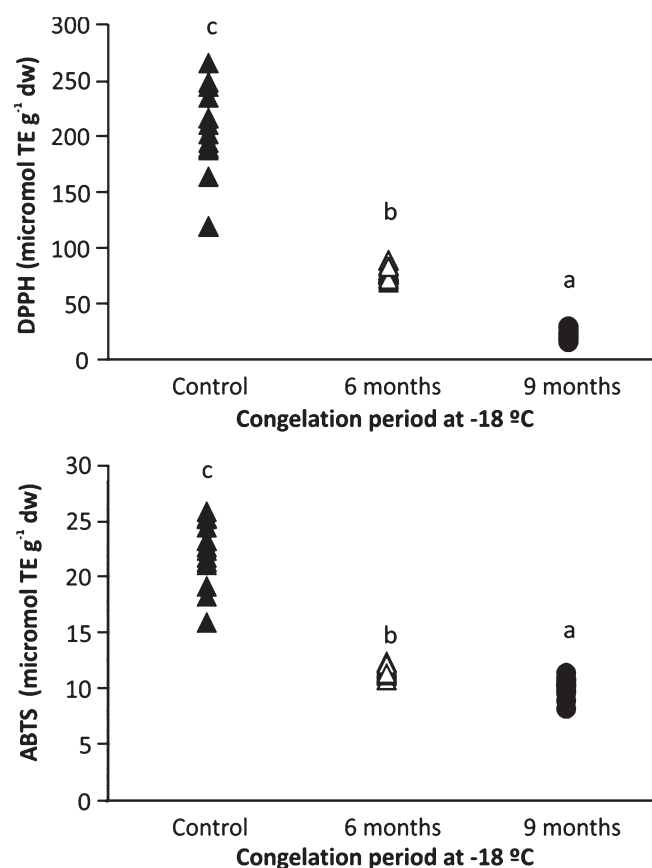 300
250
200
150
100
50
0
DPPH (micromol TE g⁻¹ dw)
c
b
a
Control 6 months 9 months
Congelation period at -18 ºC
30
25
20
15
10
5
0
ABTS (micromol TE g⁻¹ dw)
c
b
a
Control 6 months 9 months
Congelation period at -18 ºC